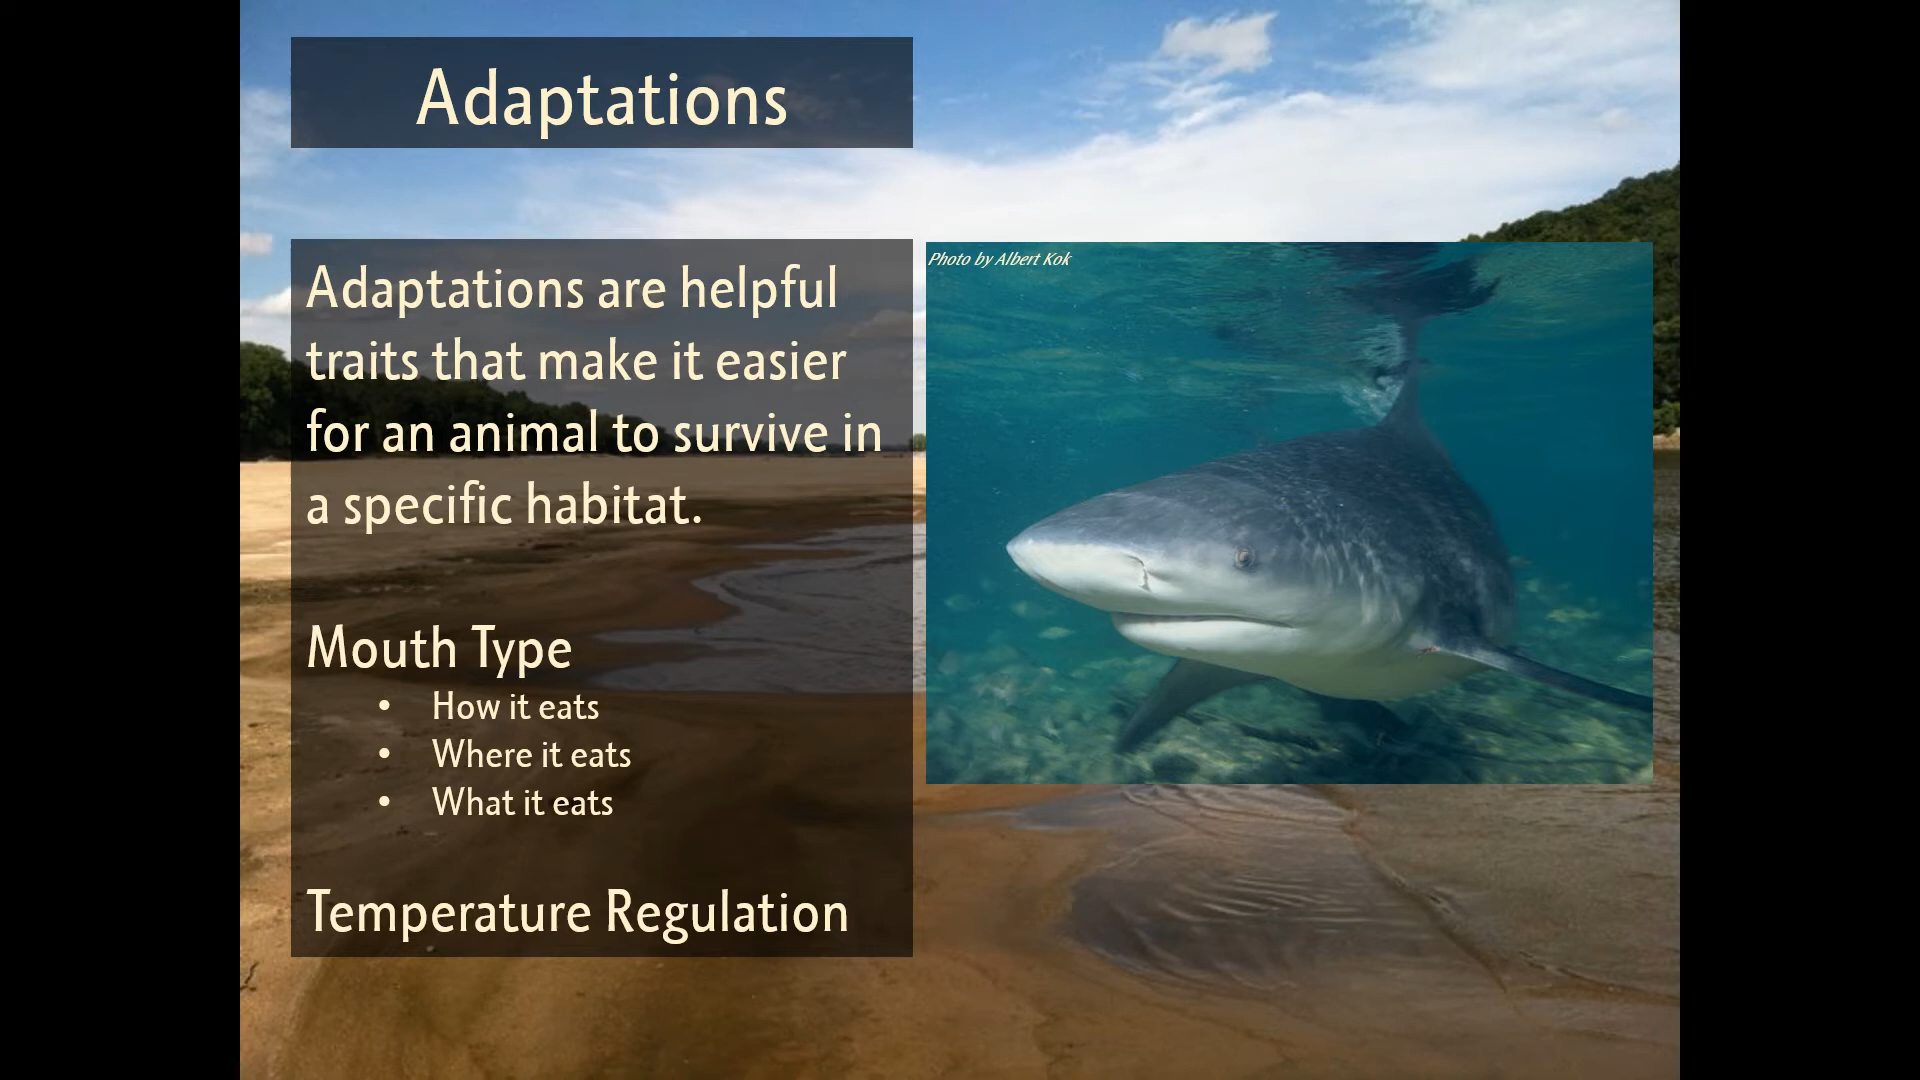 Adaptations
Adaptations are helpful
traits that make it easier
for an animal to survive in
a specific habitat.
Mouth Type
• How it eats
• Where it eats
• What it eats
Temperature Regulation
Photo by Albert Kok